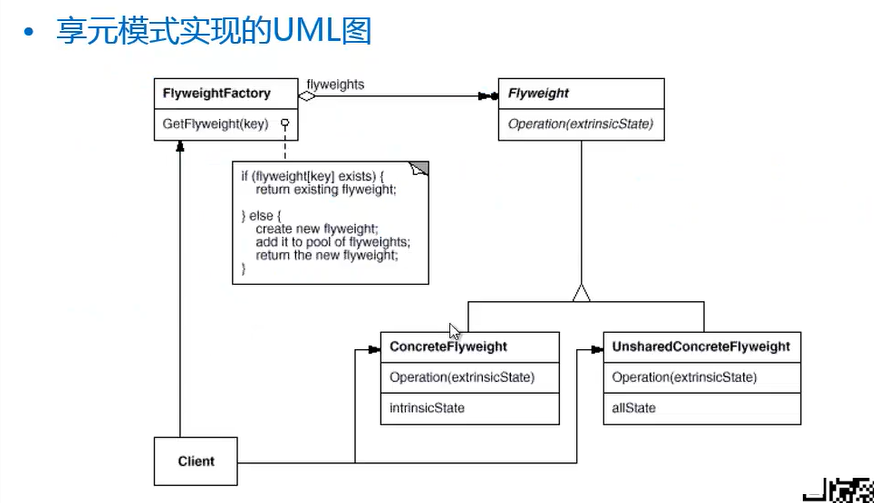 • 享元模式实现的UML图
flyweights
FlyweightFactory
GetFlyweight(key)
Flyweight
Operation(extrinsicState)
if (flyweight[key] exists) {
return existing flyweight;
} else {
create new flyweight;
add it to pool of flyweights;
return the new flyweight;
}
ConcreteFlyweight
Operation(extrinsicState)
intrinsicState
UnsharedConcreteFlyweight
Operation(extrinsicState)
allState
Client